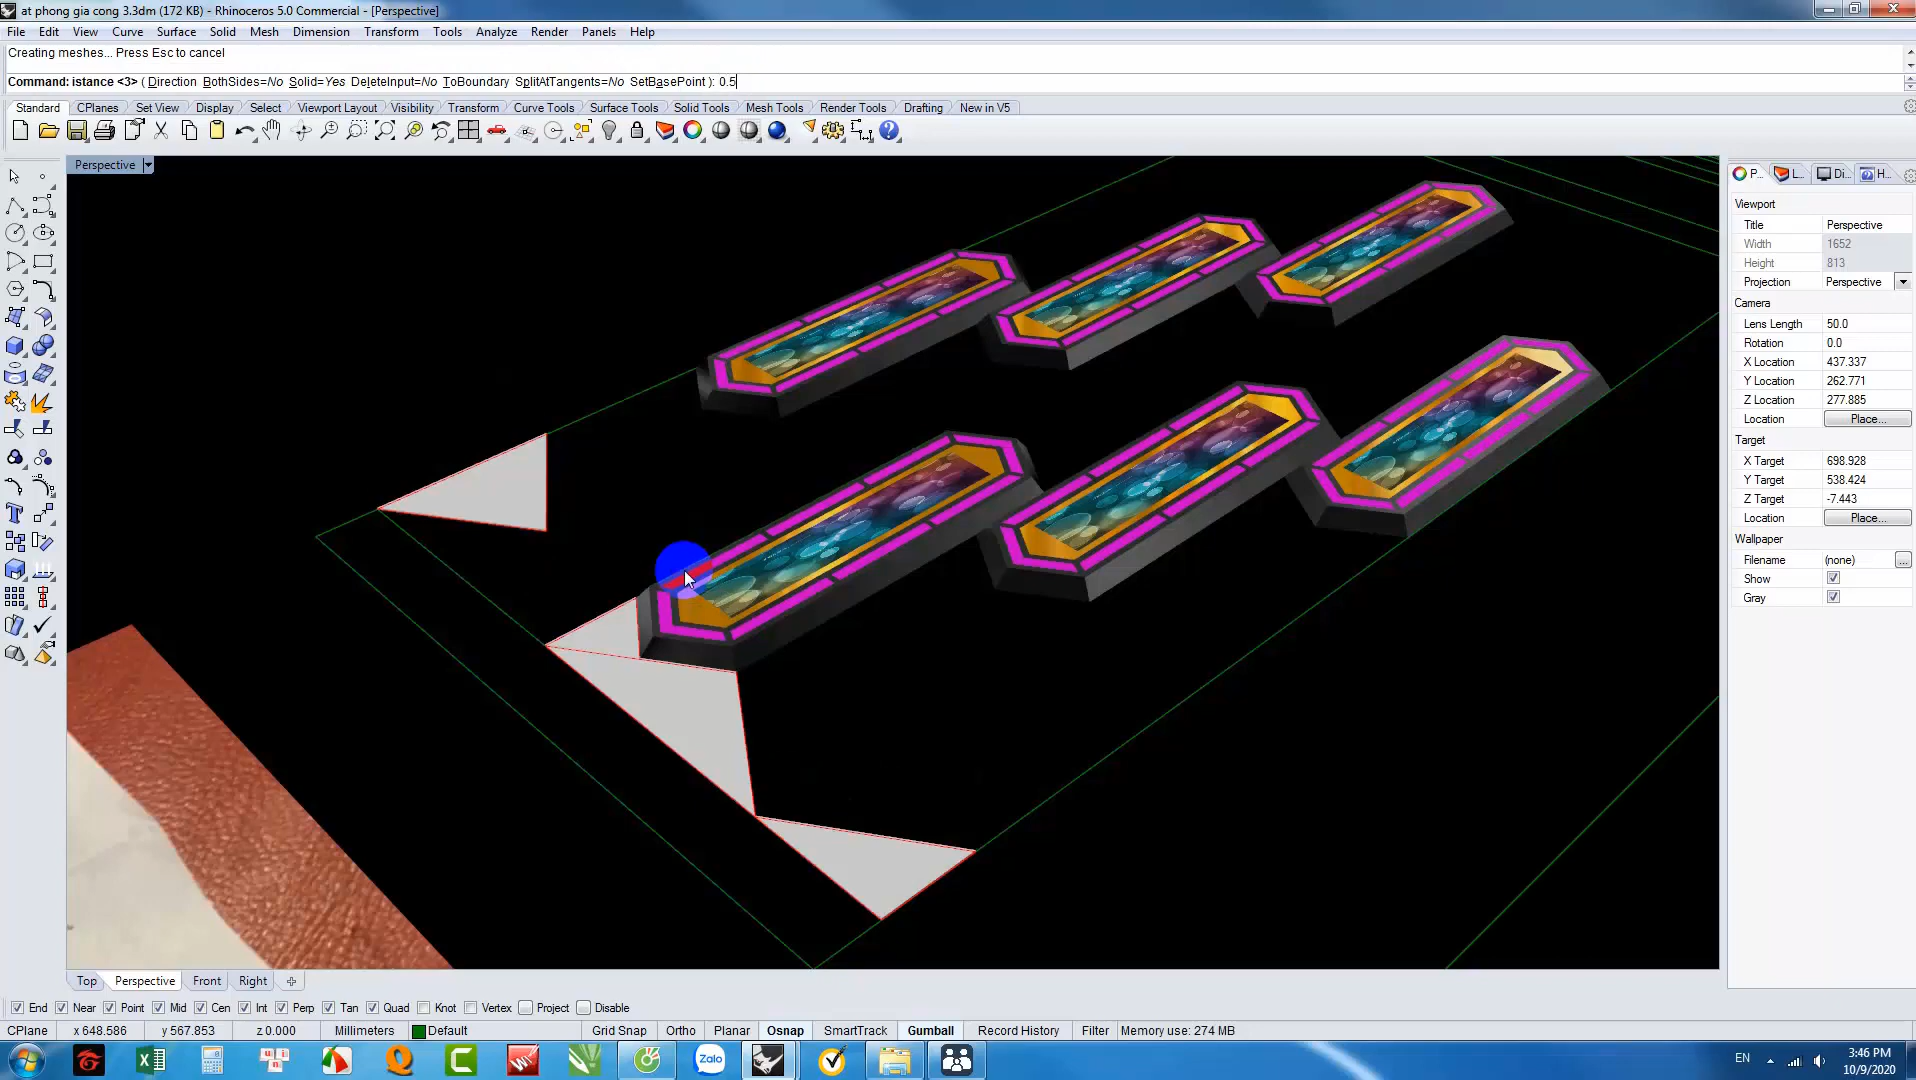 at phong gia cong 3.3dm (172 KB) - Rhinoceros 5.0 Commercial - [Perspective]
File Edit View Curve Surface Solid Mesh Dimension Transform Tools Analyze Render Panels Help
Creating meshes... Press Esc to cancel
Command: istance <3> ( Direction BothSides=No Solid=Yes DeleteInput=No ToBoundary SplitAtTangents=No SetBasePoint ): 0.5
Standard CPlanes Set View Display Select Viewport Layout Visibility Transform Curve Tools Surface Tools Solid Tools Mesh Tools Render Tools Drafting New in V5
Perspective
P... L... Di... H...
Viewport
Title Perspective
Width 1652
Height 813
Projection Perspective
Camera
Lens Length 50.0
Rotation 0.0
X Location 437.337
Y Location 262.771
Z Location 277.885
Location Place...
Target
X Target 698.928
Y Target 538.424
Z Target -7.443
Location Place...
Wallpaper
Filename (none) ...
Show
Gray
Top Perspective Front Right
End Near Point Mid Cen Int Perp Tan Quad Knot Vertex Project Disable
CPlane x 648.586 y 567.853 z 0.000 Millimeters Default Grid Snap Ortho Planar Osnap SmartTrack Gumball Record History Filter Memory use: 274 MB
Zalo
EN
3:46 PM
10/9/2020